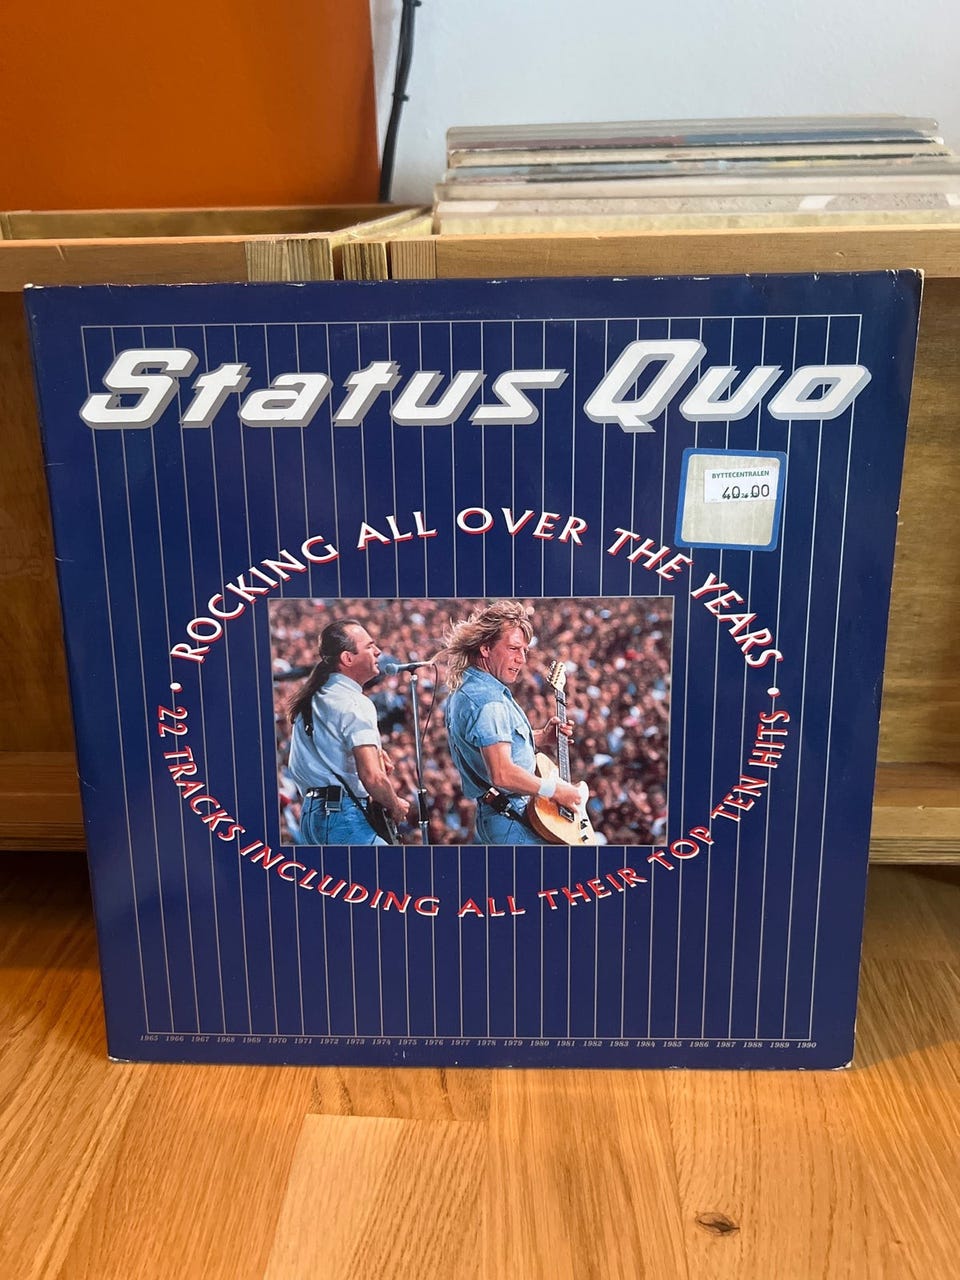 Status Quo
BYTTECENTRALEN
40.00
ROCKING ALL OVER THE YEARS
• 22 TRACKS INCLUDING ALL THEIR TOP TEN HITS •
1965 1966 1967 1968 1969 1970 1971 1972 1973 1974 1975 1976 1977 1978 1979 1980 1981 1982 1983 1984 1985 1986 1987 1988 1989 1990